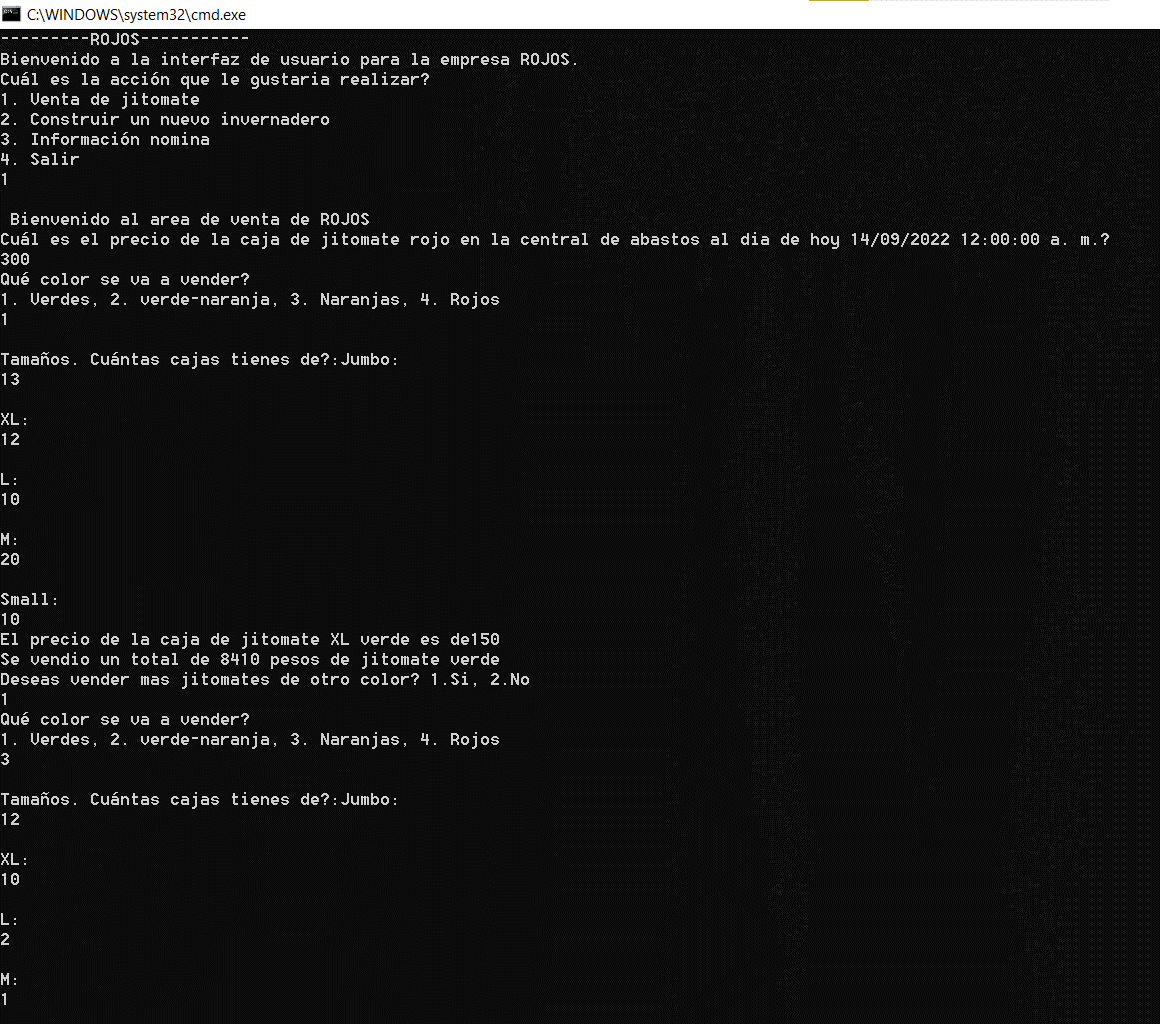 C:\WINDOWS\system32\cmd.exe
---------ROJOS-----------
Bienvenido a la interfaz de usuario para la empresa ROJOS.
Cuál es la acción que le gustaria realizar?
1. Venta de jitomate
2. Construir un nuevo invernadero
3. Información nomina
4. Salir
1
Bienvenido al area de venta de ROJOS
Cuál es el precio de la caja de jitomate rojo en la central de abastos al dia de hoy 14/09/2022 12:00:00 a. m.?
300
Qué color se va a vender?
1. Verdes, 2. verde-naranja, 3. Naranjas, 4. Rojos
1
Tamaños. Cuántas cajas tienes de?:Jumbo:
13
XL:
12
L:
10
M:
20
Small:
10
El precio de la caja de jitomate XL verde es de150
Se vendio un total de 8410 pesos de jitomate verde
Deseas vender mas jitomates de otro color? 1.Si, 2.No
1
Qué color se va a vender?
1. Verdes, 2. verde-naranja, 3. Naranjas, 4. Rojos
3
Tamaños. Cuántas cajas tienes de?:Jumbo:
12
XL:
10
L:
2
M:
1